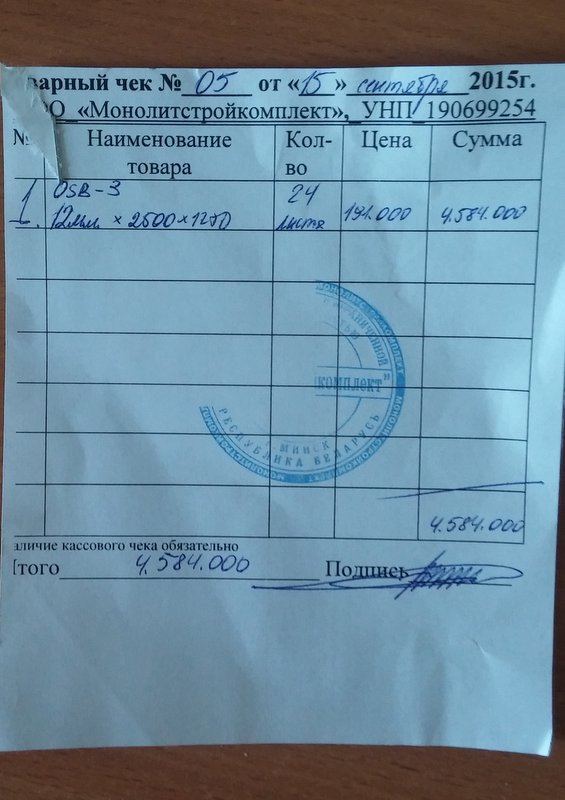 варный чек № 05 от «15» сентября 2015г.
ОО «Монолитстройкомплект», УНП 190699254
№ Наименование товара Кол-во Цена Сумма
1. OSB-3 12мм × 2500×1250 24 листа 191.000 4.584.000
МОНОЛИТСТРОЙКОМПЛЕКТ
КОМПЛЕКТ"
Г. МИНСК
РЕСПУБЛИКА БЕЛАРУСЬ
4.584.000
аличие кассового чека обязательно
Итого 4.584.000 Подпись